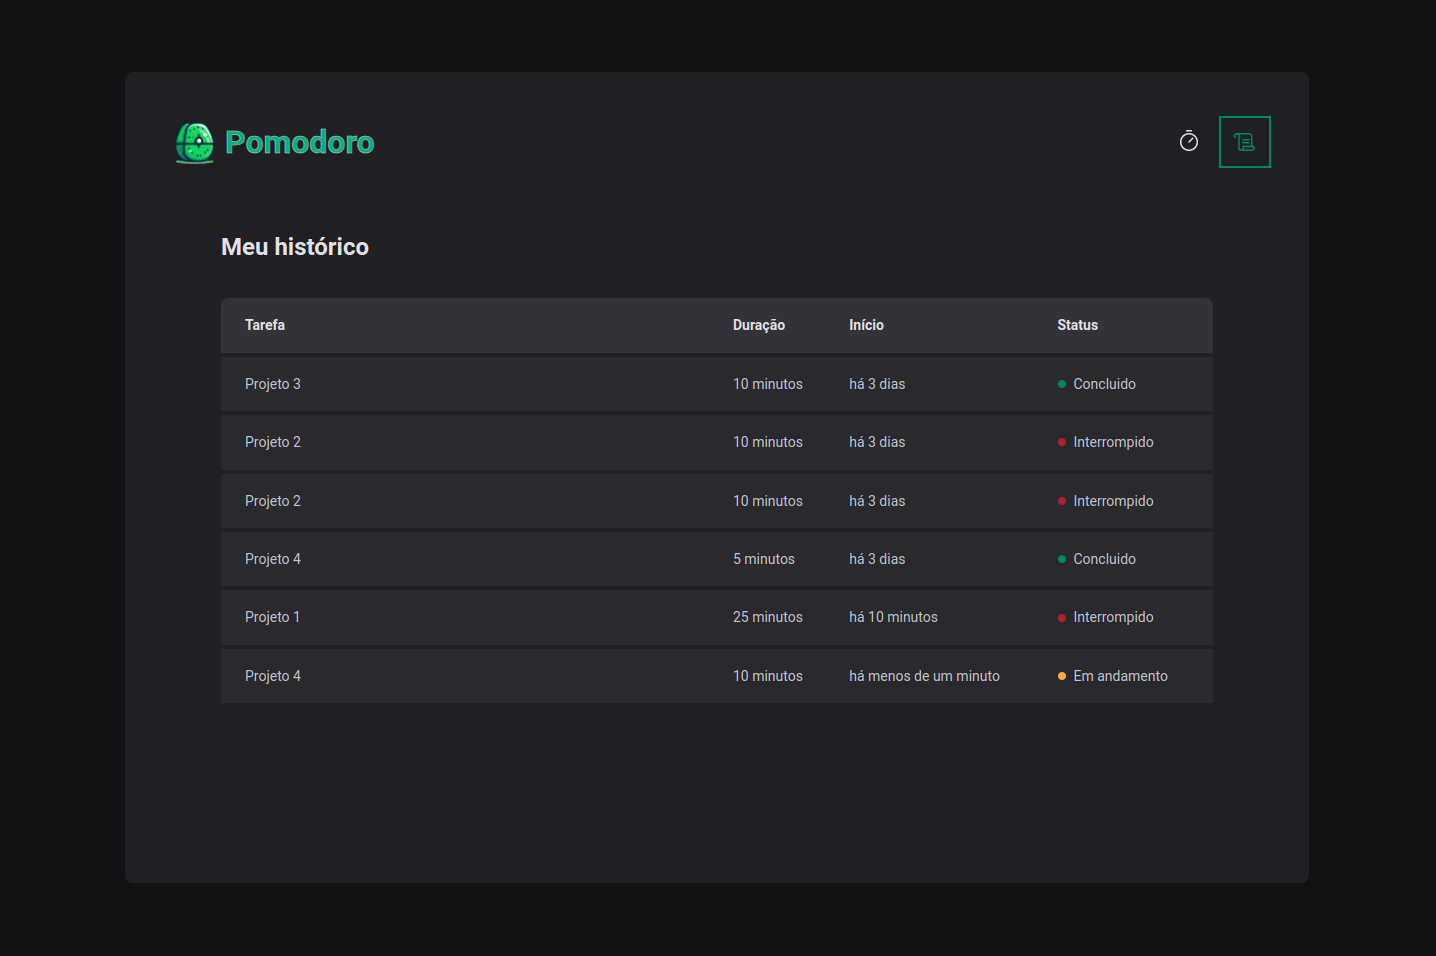 Pomodoro
Meu histórico
Tarefa Duração Início Status
Projeto 3 10 minutos há 3 dias Concluido
Projeto 2 10 minutos há 3 dias Interrompido
Projeto 2 10 minutos há 3 dias Interrompido
Projeto 4 5 minutos há 3 dias Concluido
Projeto 1 25 minutos há 10 minutos Interrompido
Projeto 4 10 minutos há menos de um minuto Em andamento